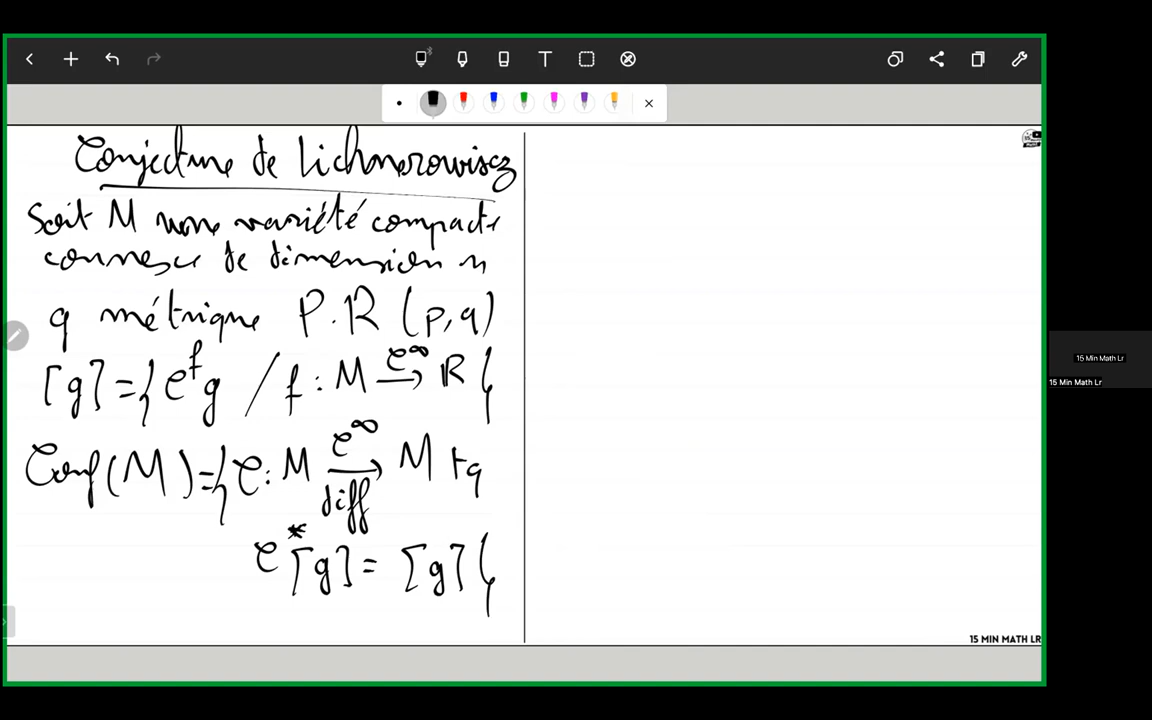 Conjecture de Lichnerowisez
Soit M une variété compacte
connexe de dimension n
g métrique P.R (p,q)
[g]={e^f g / f : M →^{C^∞} R}
Conf(M)={C: M →^{C^∞}_{diff} M tq
C*[g] = [g]}
15 MIN MATH LR
15 Min Math Lr
15 Min Math Lr